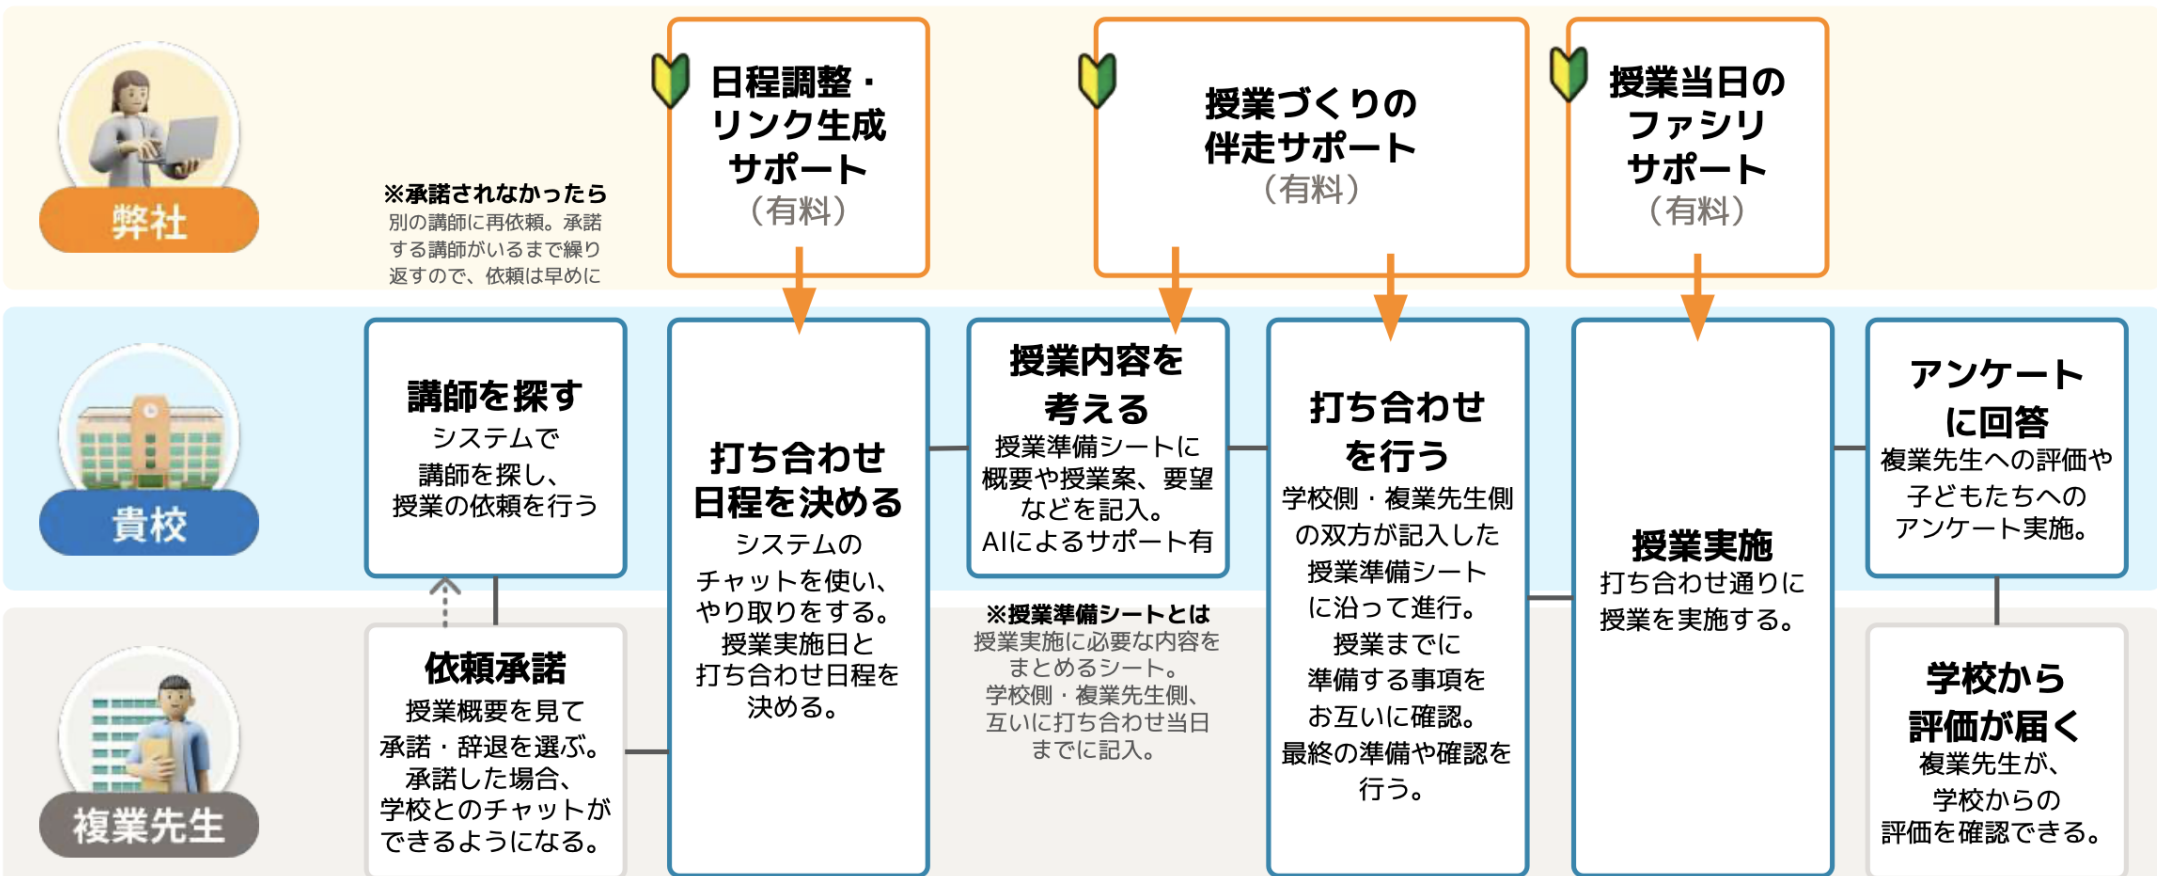 弊社
※承諾されなかったら
別の講師に再依頼。承諾
する講師がいるまで繰り
返すので、依頼は早めに
日程調整・
リンク生成
サポート
（有料）
授業づくりの
伴走サポート
（有料）
授業当日の
ファシリ
サポート
（有料）
貴校
講師を探す
システムで
講師を探し、
授業の依頼を行う
打ち合わせ
日程を決める
システムの
チャットを使い、
やり取りをする。
授業実施日と
打ち合わせ日程を
決める。
授業内容を
考える
授業準備シートに
概要や授業案、要望
などを記入。
AIによるサポート有
打ち合わせ
を行う
学校側・複業先生側
の双方が記入した
授業準備シート
に沿って進行。
授業までに
準備する事項を
お互いに確認。
最終の準備や確認を
行う。
授業実施
打ち合わせ通りに
授業を実施する。
アンケート
に回答
複業先生への評価や
子どもたちへの
アンケート実施。
複業先生
依頼承諾
授業概要を見て
承諾・辞退を選ぶ。
承諾した場合、
学校とのチャットが
できるようになる。
※授業準備シートとは
授業実施に必要な内容を
まとめるシート。
学校側・複業先生側、
互いに打ち合わせ当日
までに記入。
学校から
評価が届く
複業先生が、
学校からの
評価を確認できる。